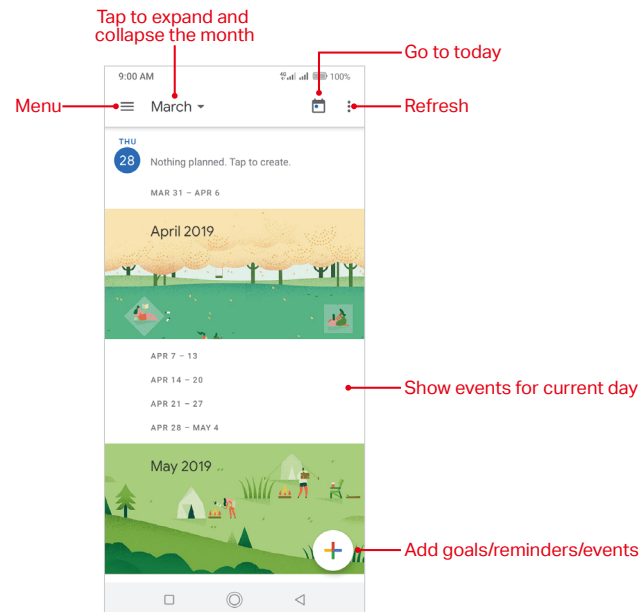 Tap to expand and
collapse the month
Go to today
9:00 AM
100%
Menu
March
Refresh
THU
28
Nothing planned. Tap to create.
MAR 31 – APR 6
April 2019
APR 7 – 13
APR 14 – 20
Show events for current day
APR 21 – 27
APR 28 – MAY 4
May 2019
Add goals/reminders/events